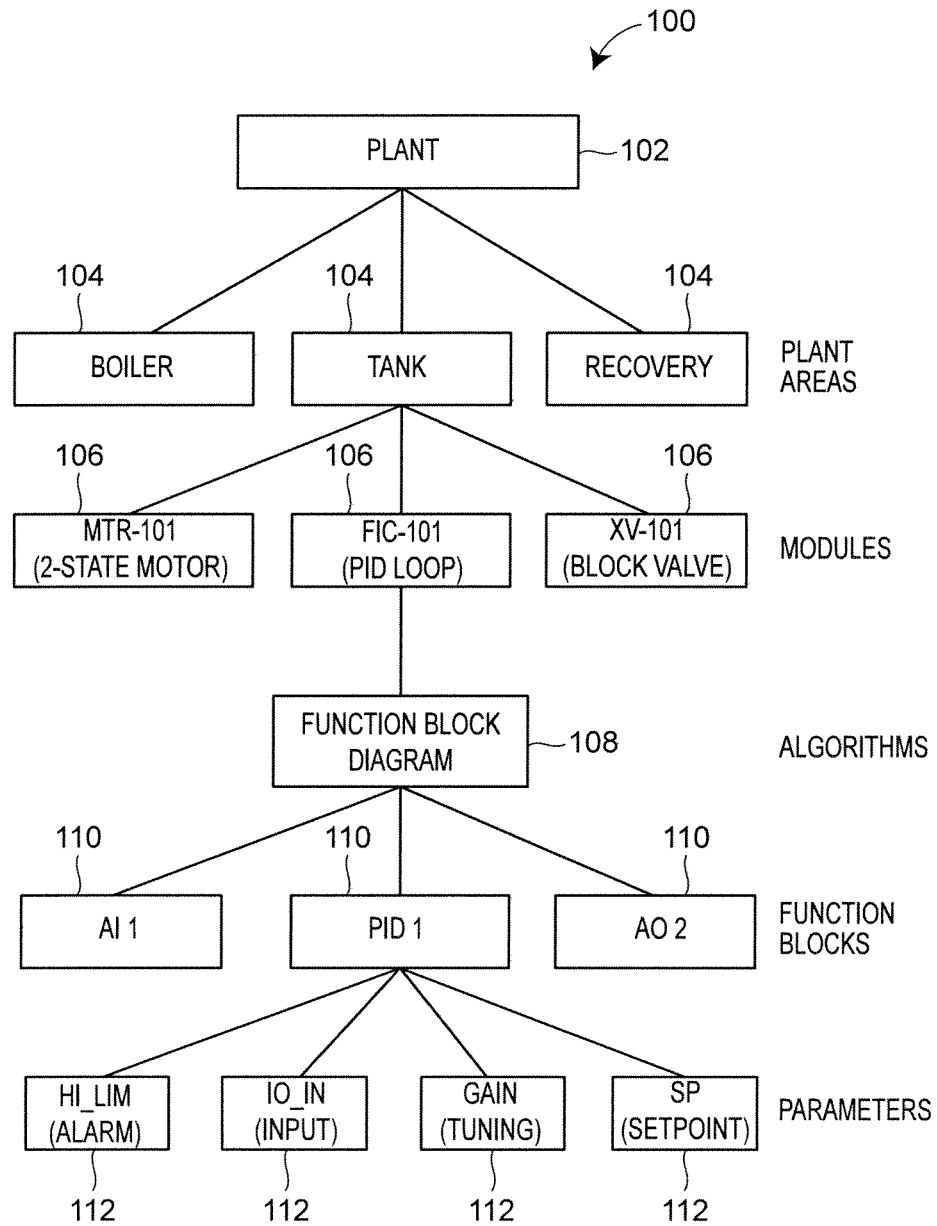 100
PLANT
102
104
104
104
BOILER
TANK
RECOVERY
PLANT
AREAS
106
106
106
MTR-101
(2-STATE MOTOR)
FIC-101
(PID LOOP)
XV-101
(BLOCK VALVE)
MODULES
FUNCTION BLOCK
DIAGRAM
108
ALGORITHMS
110
110
110
AI 1
PID 1
AO 2
FUNCTION
BLOCKS
HI_LIM
(ALARM)
IO_IN
(INPUT)
GAIN
(TUNING)
SP
(SETPOINT)
PARAMETERS
112
112
112
112